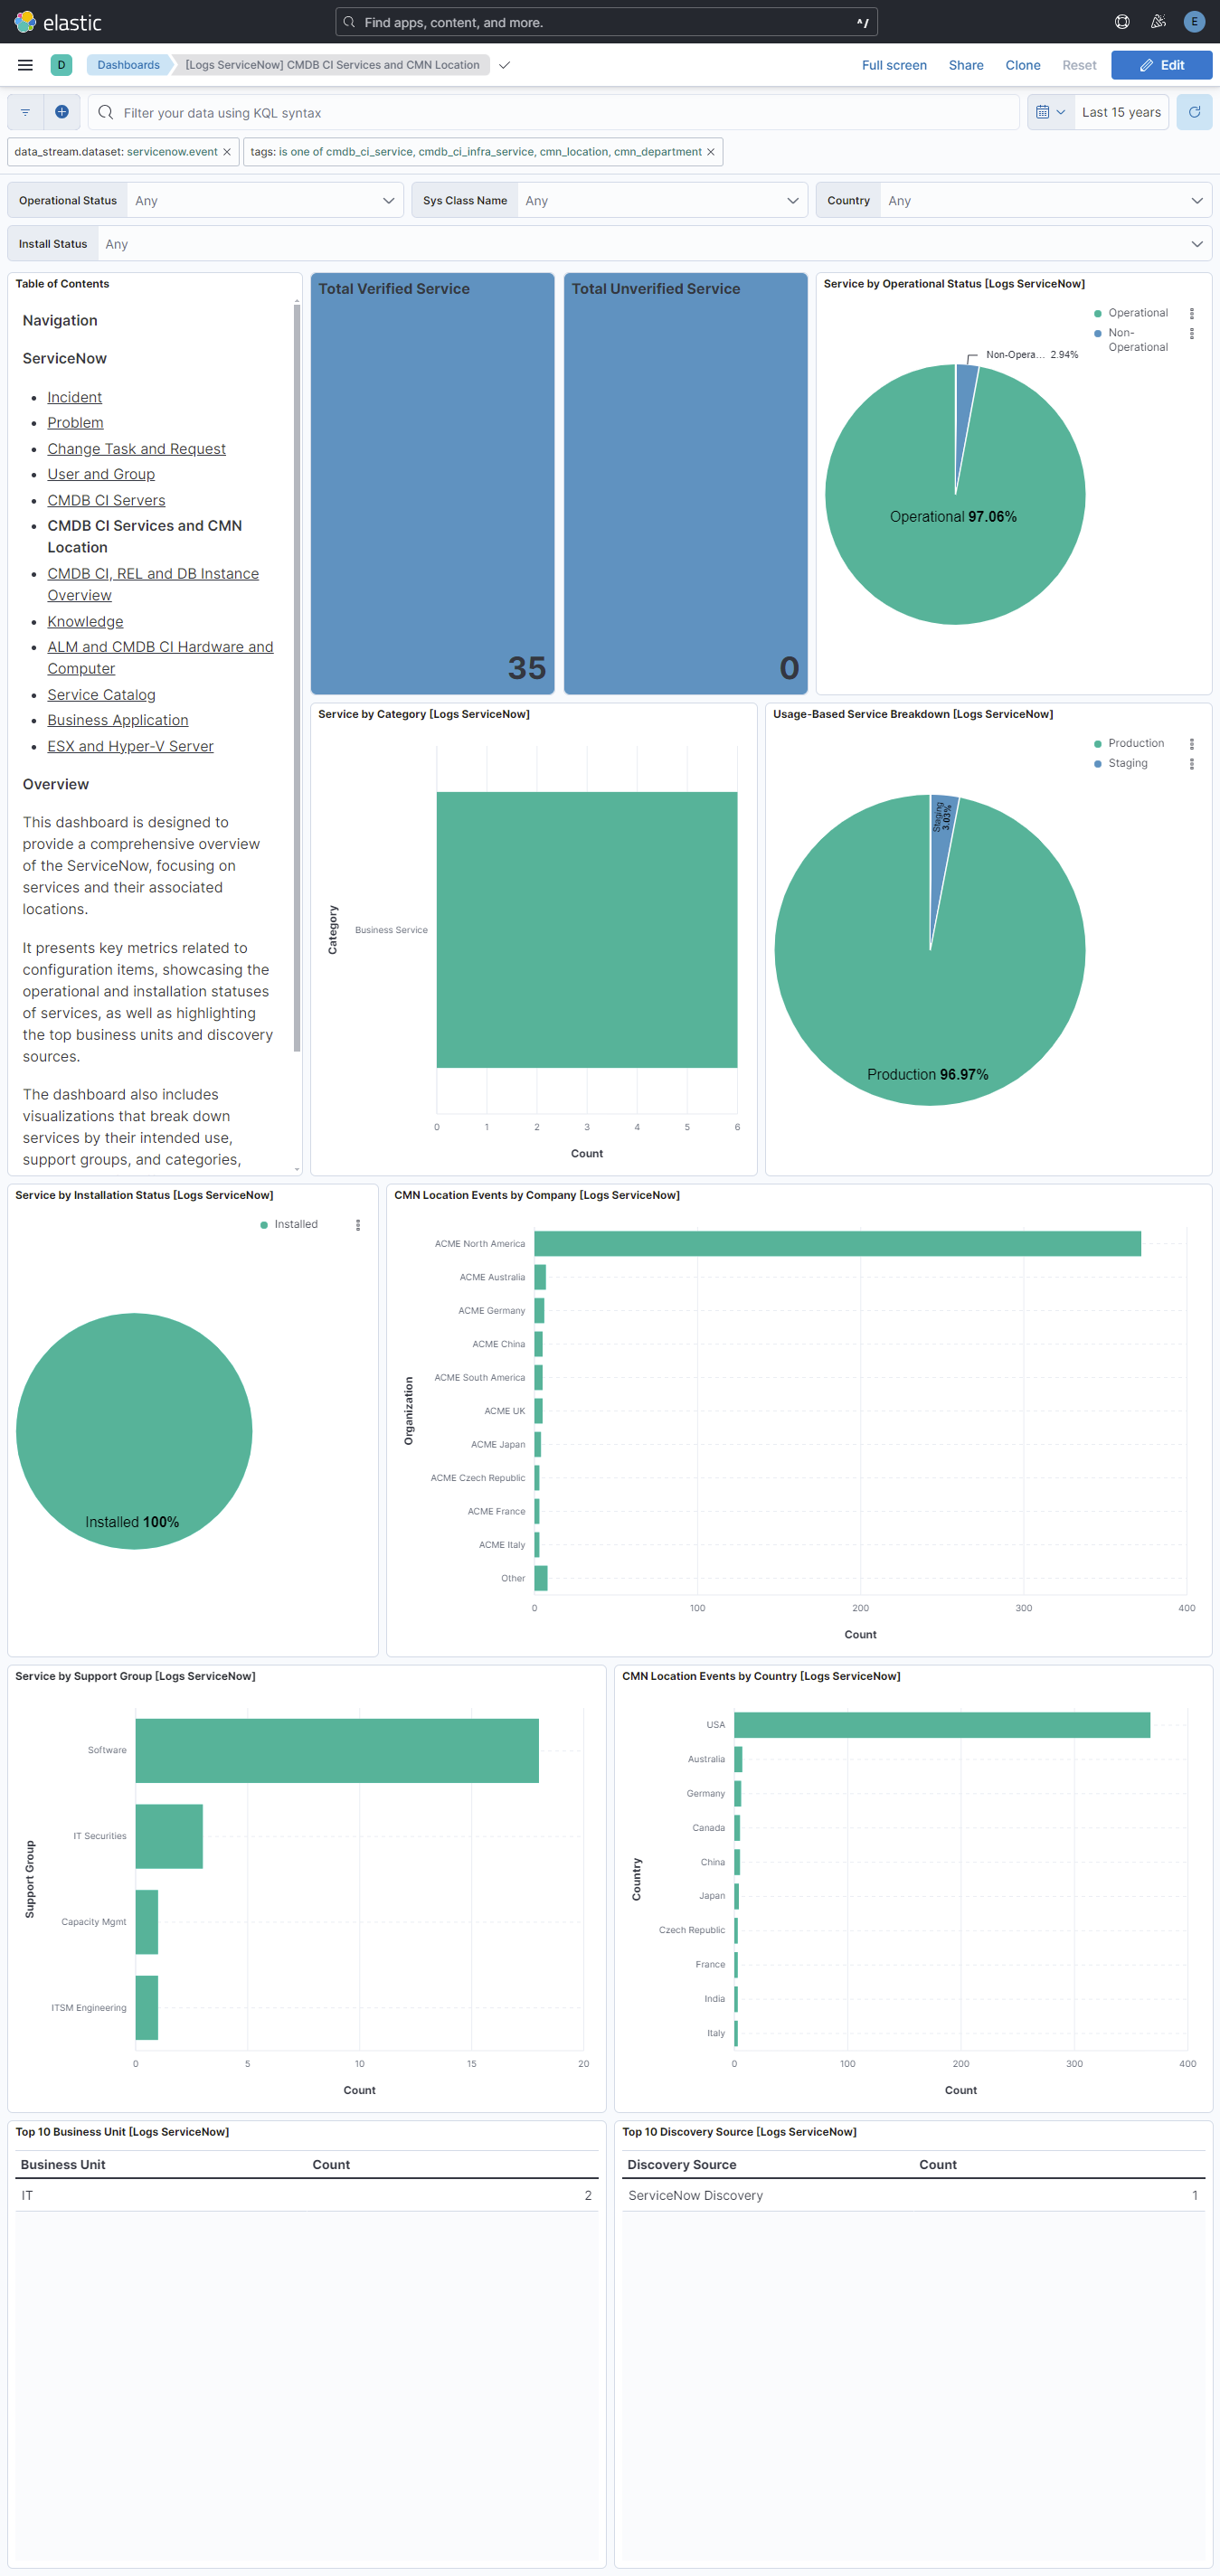 elastic
Find apps, content, and more.
^/
E
D
Dashboards
[Logs ServiceNow] CMDB CI Services and CMN Location
Full screen
Share
Clone
Reset
Edit
Filter your data using KQL syntax
Last 15 years
data_stream.dataset: servicenow.event
tags: is one of cmdb_ci_service, cmdb_ci_infra_service, cmn_location, cmn_department
Operational Status Any
Sys Class Name Any
Country Any
Install Status Any
Table of Contents
Navigation
ServiceNow
Incident
Problem
Change Task and Request
User and Group
CMDB CI Servers
CMDB CI Services and CMN
Location
CMDB CI, REL and DB Instance
Overview
Knowledge
ALM and CMDB CI Hardware and
Computer
Service Catalog
Business Application
ESX and Hyper-V Server
Overview
This dashboard is designed to
provide a comprehensive overview
of the ServiceNow, focusing on
services and their associated
locations.
It presents key metrics related to
configuration items, showcasing the
operational and installation statuses
of services, as well as highlighting
the top business units and discovery
sources.
The dashboard also includes
visualizations that break down
services by their intended use,
support groups, and categories,
Total Verified Service
35
Total Unverified Service
0
Service by Operational Status [Logs ServiceNow]
Operational
Non-
Operational
Non-Opera... 2.94%
Operational 97.06%
Service by Category [Logs ServiceNow]
Category
Business Service
0 1 2 3 4 5 6
Count
Usage-Based Service Breakdown [Logs ServiceNow]
Production
Staging
Staging
3.03%
Production 96.97%
Service by Installation Status [Logs ServiceNow]
Installed
Installed 100%
CMN Location Events by Company [Logs ServiceNow]
Organization
ACME North America
ACME Australia
ACME Germany
ACME China
ACME South America
ACME UK
ACME Japan
ACME Czech Republic
ACME France
ACME Italy
Other
0 100 200 300 400
Count
Service by Support Group [Logs ServiceNow]
Support Group
Software
IT Securities
Capacity Mgmt
ITSM Engineering
0 5 10 15 20
Count
CMN Location Events by Country [Logs ServiceNow]
Country
USA
Australia
Germany
Canada
China
Japan
Czech Republic
France
India
Italy
0 100 200 300 400
Count
Top 10 Business Unit [Logs ServiceNow]
Business Unit Count
IT 2
Top 10 Discovery Source [Logs ServiceNow]
Discovery Source Count
ServiceNow Discovery 1